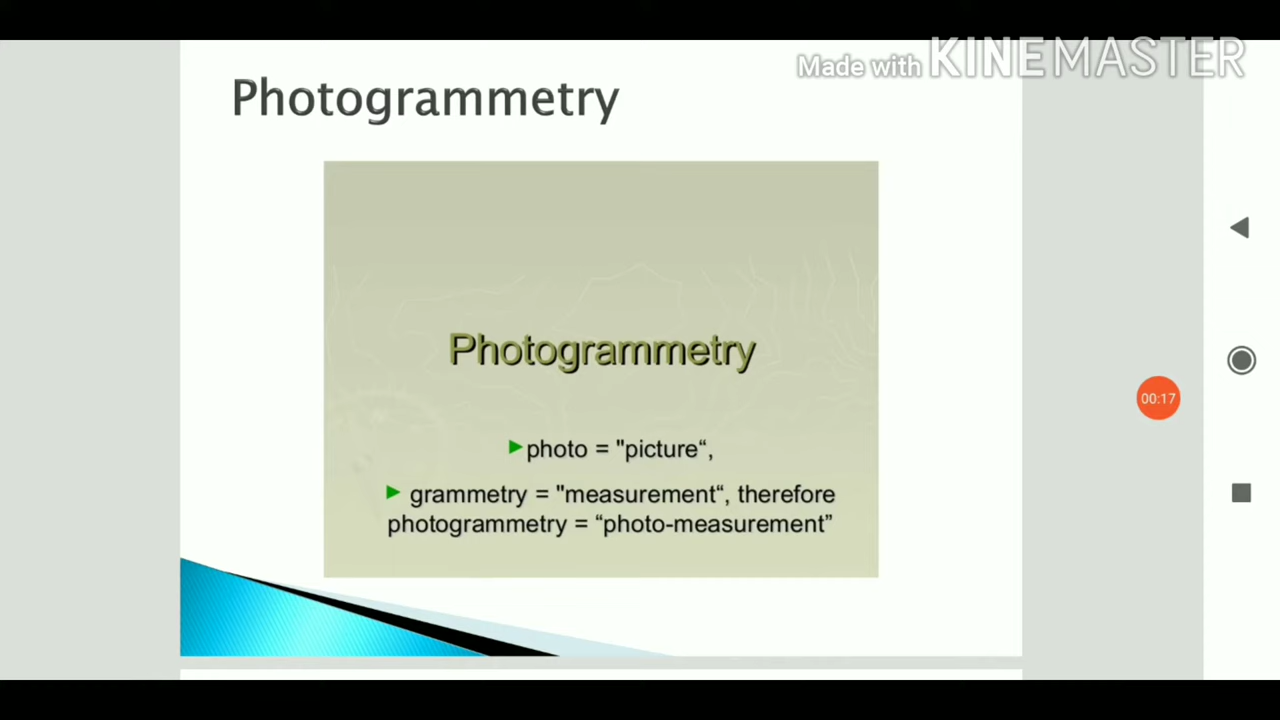 Made with KINEMASTER
Photogrammetry
Photogrammetry
photo = "picture“,
grammetry = "measurement“, therefore
photogrammetry = “photo-measurement”
00:17